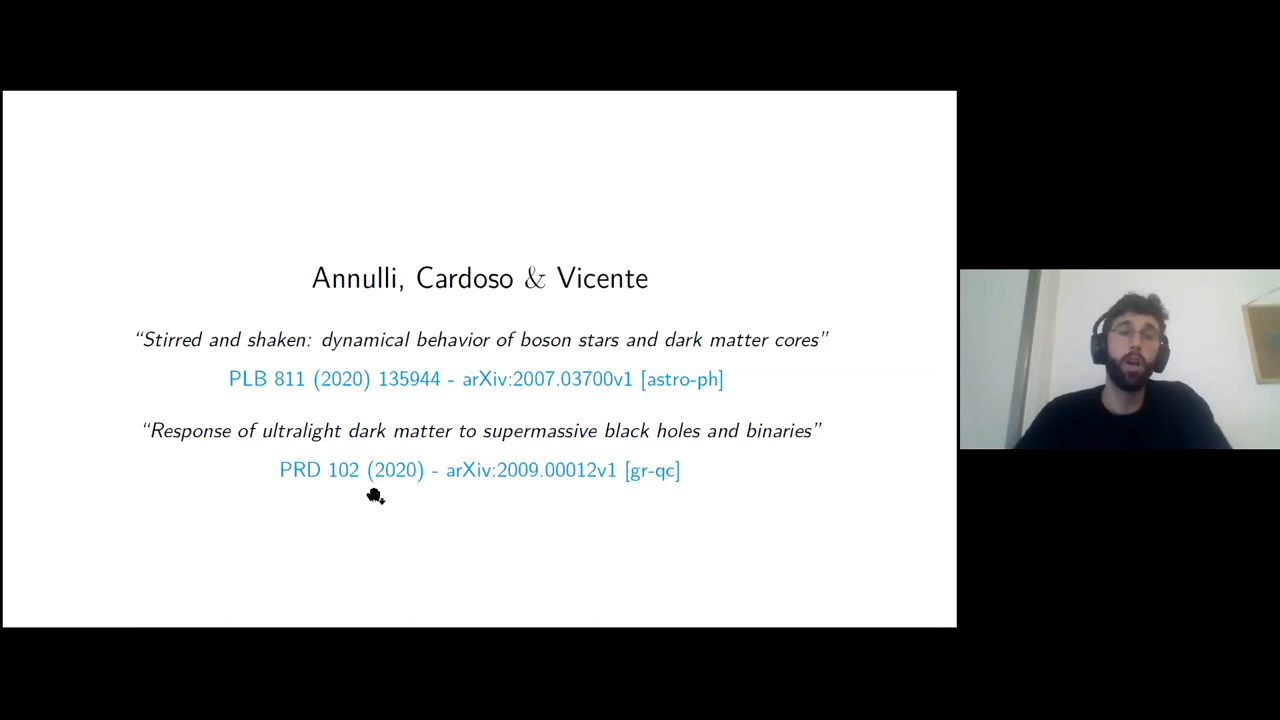 Annulli, Cardoso & Vicente
“Stirred and shaken: dynamical behavior of boson stars and dark matter cores”
PLB 811 (2020) 135944 - arXiv:2007.03700v1 [astro-ph]
“Response of ultralight dark matter to supermassive black holes and binaries”
PRD 102 (2020) - arXiv:2009.00012v1 [gr-qc]